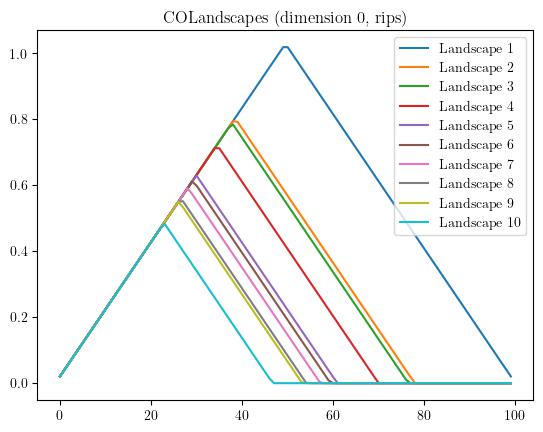 COLandscapes (dimension 0, rips)
1.0
0.8
0.6
0.4
0.2
0.0
0
20
40
60
80
100
Landscape 1
Landscape 2
Landscape 3
Landscape 4
Landscape 5
Landscape 6
Landscape 7
Landscape 8
Landscape 9
Landscape 10